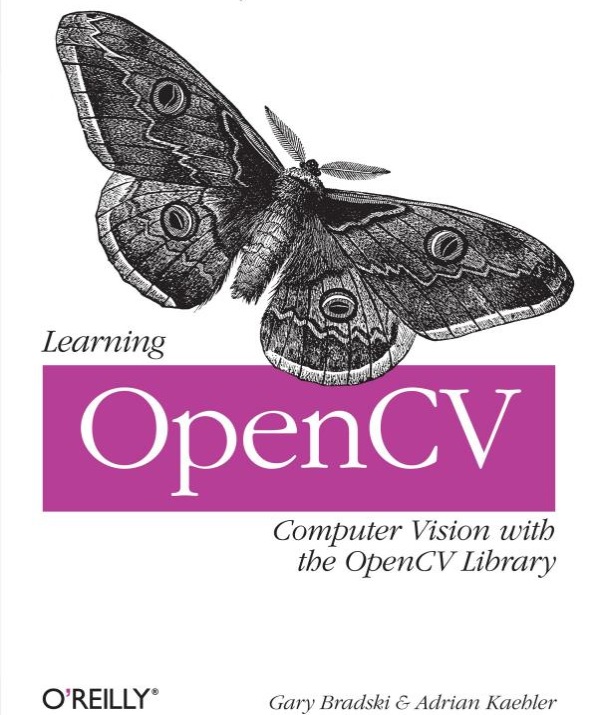 Learning
OpenCV
Computer Vision with
the OpenCV Library
O'REILLY®
Gary Bradski & Adrian Kaehler